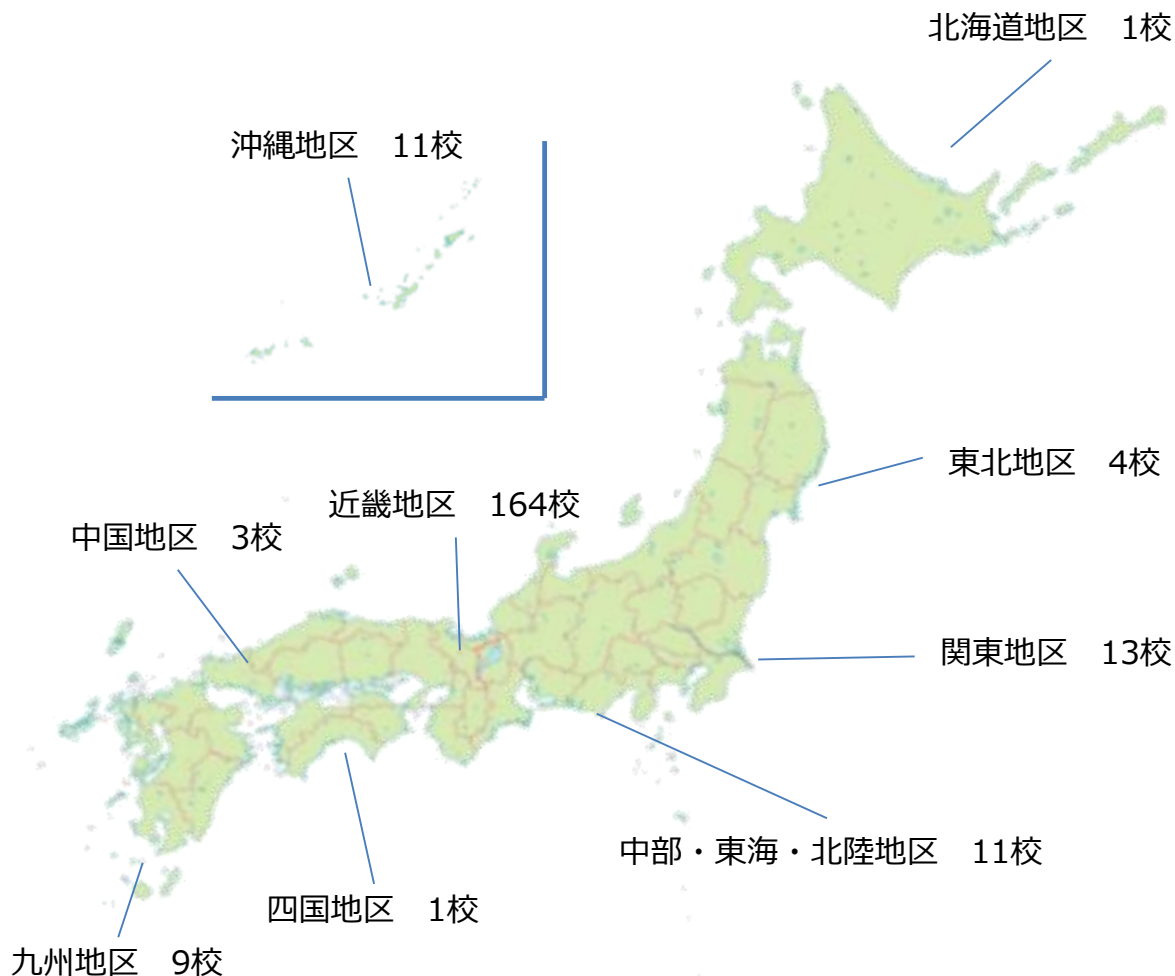 北海道地区　1校
沖縄地区　11校
東北地区　4校
近畿地区　164校
中国地区　3校
関東地区　13校
中部・東海・北陸地区　11校
四国地区　1校
九州地区　9校